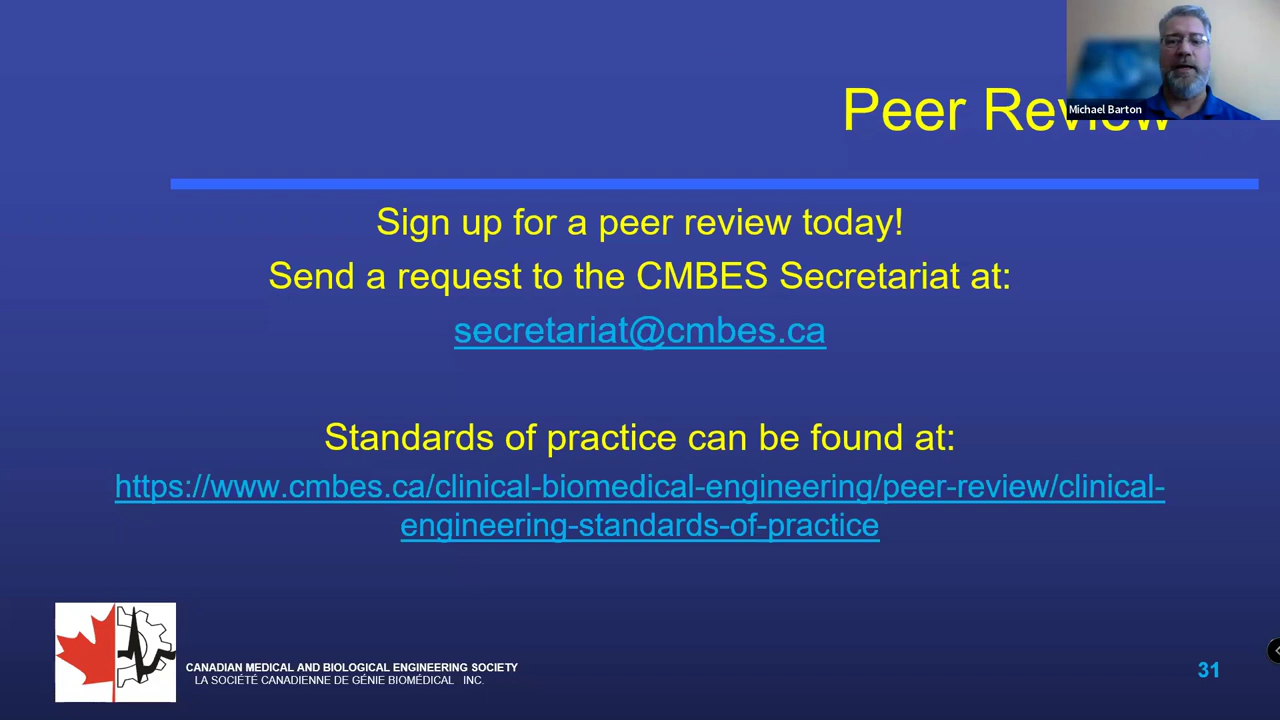 Peer Review
Michael Barton
Sign up for a peer review today!
Send a request to the CMBES Secretariat at:
secretariat@cmbes.ca
Standards of practice can be found at:
https://www.cmbes.ca/clinical-biomedical-engineering/peer-review/clinical-
engineering-standards-of-practice
CANADIAN MEDICAL AND BIOLOGICAL ENGINEERING SOCIETY
LA SOCIÉTÉ CANADIENNE DE GÉNIE BIOMÉDICAL INC.
31